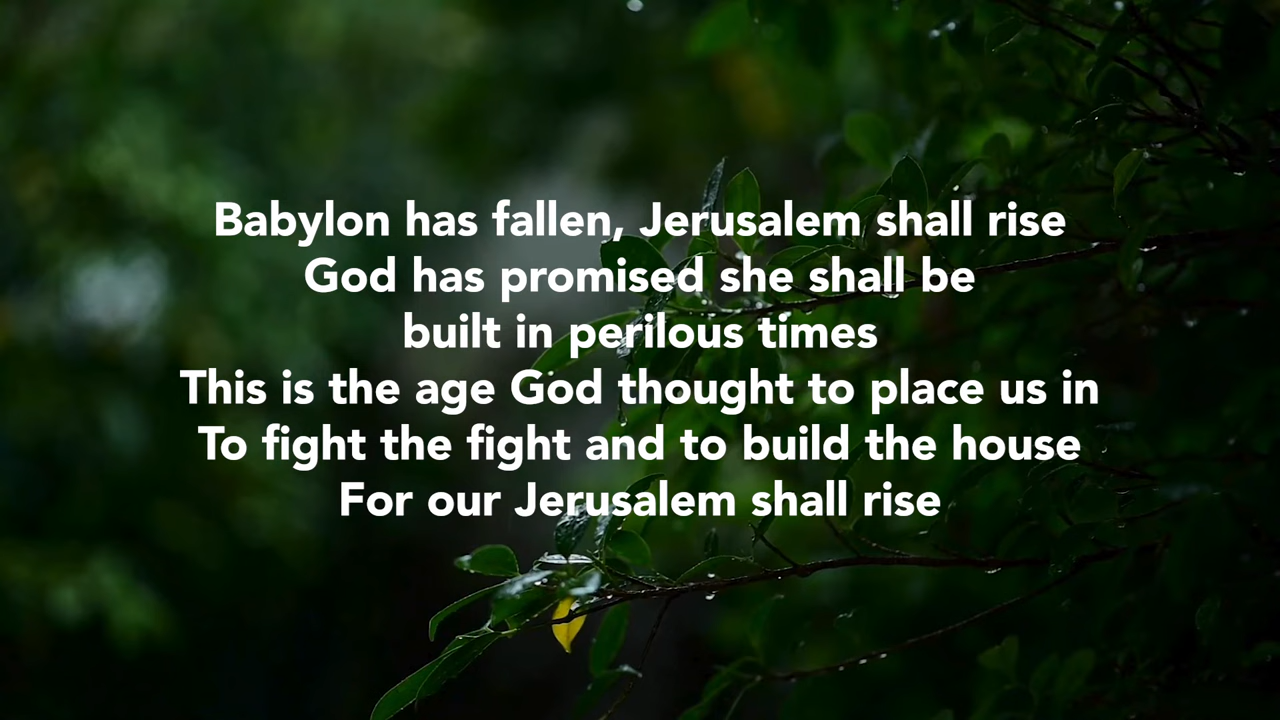 Babylon has fallen, Jerusalem shall rise
God has promised she shall be
built in perilous times
This is the age God thought to place us in
To fight the fight and to build the house
For our Jerusalem shall rise